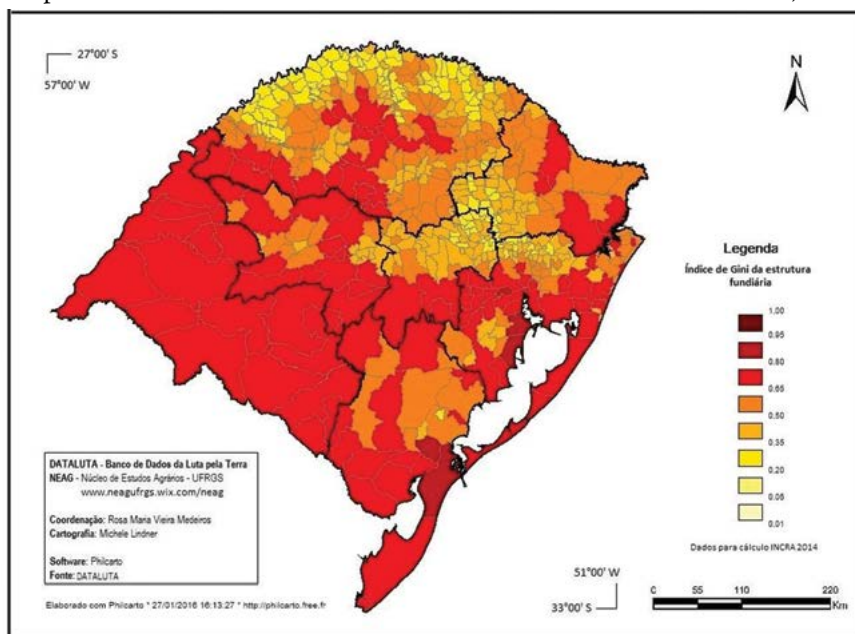 27°00' S
57°00' W
N
Legenda
Índice de Gini da estrutura
fundiária
1.00
0.95
0.80
0.65
0.50
0.35
0.20
0.05
0.01
Dados para cálculo INCRA 2014
DATALUTA - Banco de Dados da Luta pela Terra
NEAG - Núcleo de Estudos Agrários - UFRGS
www.neagufrgs.wix.com/neag
Coordenação: Rosa Maria Vieira Medeiros
Cartografia: Michele Lindner
Software: Philcarto
Fonte: DATALUTA
51°00' W
33°00' S
0 55 110 220
Km
Elaborado com Philcarto * 27/01/2016 16:13:27 * http://philcarto.free.fr